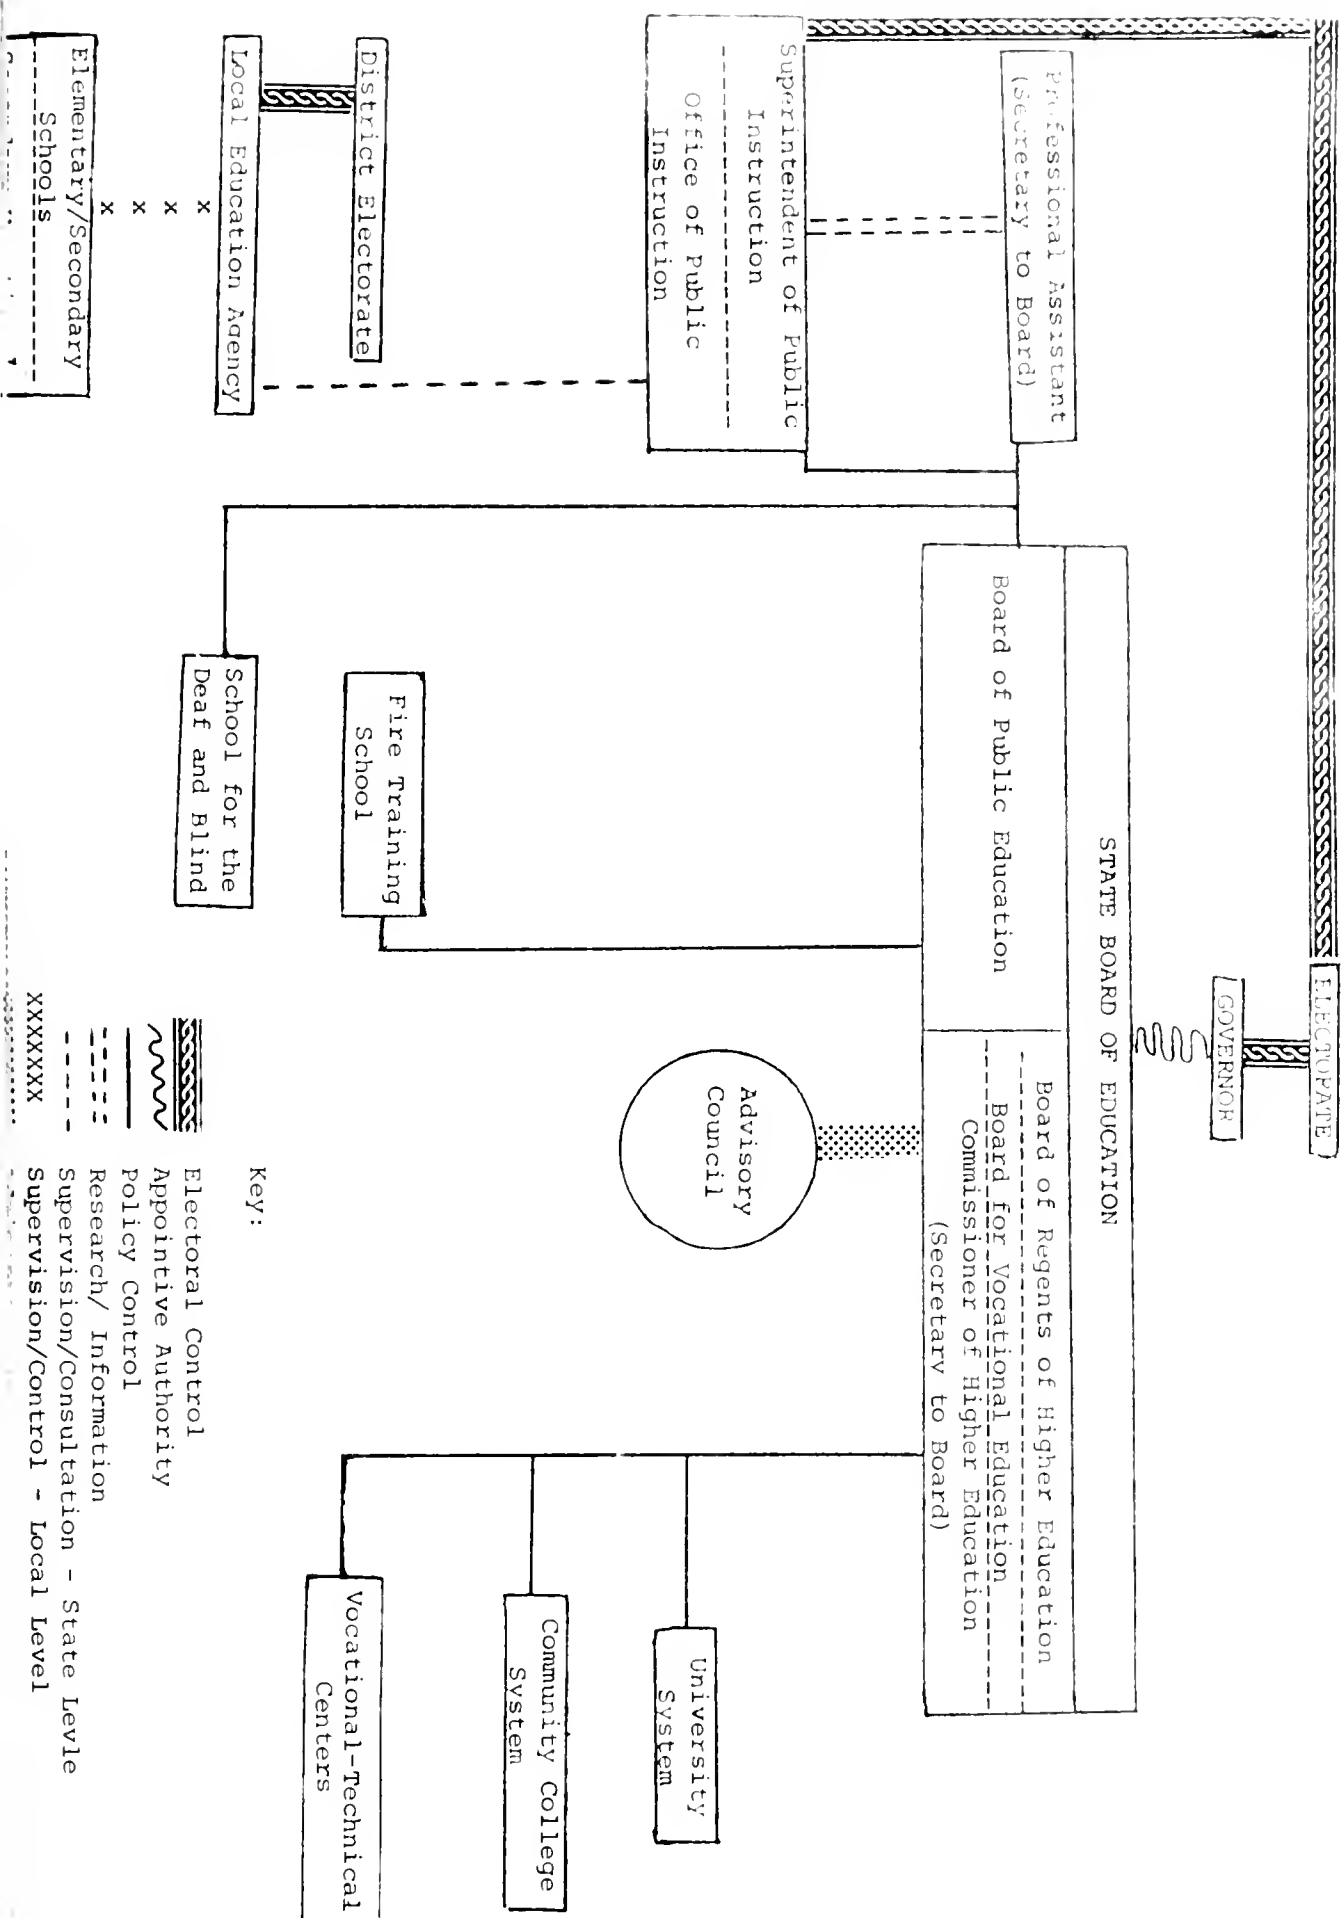 ELECTORATE
GOVERNOR
STATE BOARD OF EDUCATION
Board of Public Education
Board of Regents of Higher Education
Board for Vocational Education
Commissioner of Higher Education
(Secretary to Board)
Professional Assistant
(Secretary to Board)
Superintendent of Public
Instruction
Office of Public
Instruction
Advisory
Council
University
System
Community College
System
Vocational-Technical
Centers
District Electorate
Local Education Agency
x
x
x
x
Elementary/Secondary
Schools
Fire Training
School
School for the
Deaf and Blind
Key:
Electoral Control
Appointive Authority
Policy Control
Research/ Information
Supervision/Consultation - State Levle
XXXXXXX Supervision/Control - Local Level